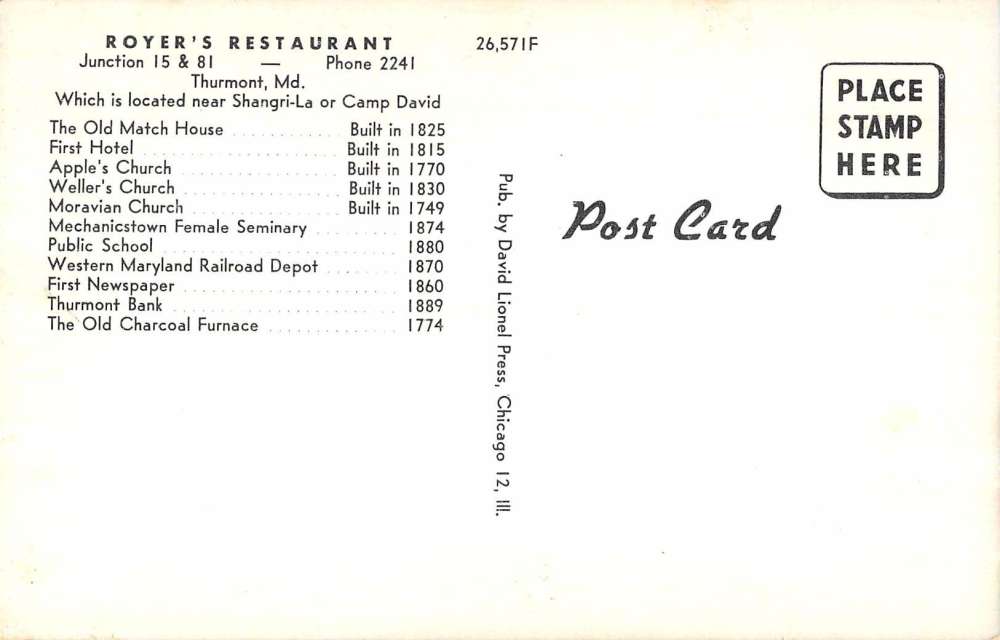 ROYER'S RESTAURANT
Junction 15 & 81 — Phone 2241
Thurmont, Md.
Which is located near Shangri-La or Camp David
The Old Match House ............ Built in 1825
First Hotel ..................... Built in 1815
Apple's Church ................. Built in 1770
Weller's Church ................. Built in 1830
Moravian Church ................ Built in 1749
Mechanicstown Female Seminary ......... 1874
Public School .......................... 1880
Western Maryland Railroad Depot ........ 1870
First Newspaper ........................ 1860
Thurmont Bank ......................... 1889
The Old Charcoal Furnace .............. 1774
26,571F
Pub. by David Lionel Press, Chicago 12, Ill.
Post Card
PLACE
STAMP
HERE